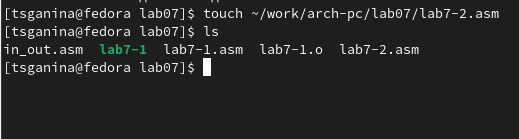 [tsganina@fedora lab07]$ touch ~/work/arch-pc/lab07/lab7-2.asm
[tsganina@fedora lab07]$ ls
in_out.asm  lab7-1  lab7-1.asm  lab7-1.o  lab7-2.asm
[tsganina@fedora lab07]$